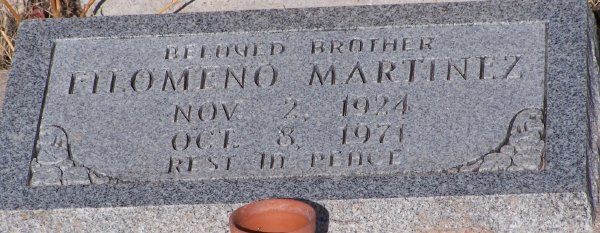 BELOVED BROTHER
FILOMENO MARTINEZ
NOV. 2, 1924
OCT. 8, 1971
REST IN PEACE